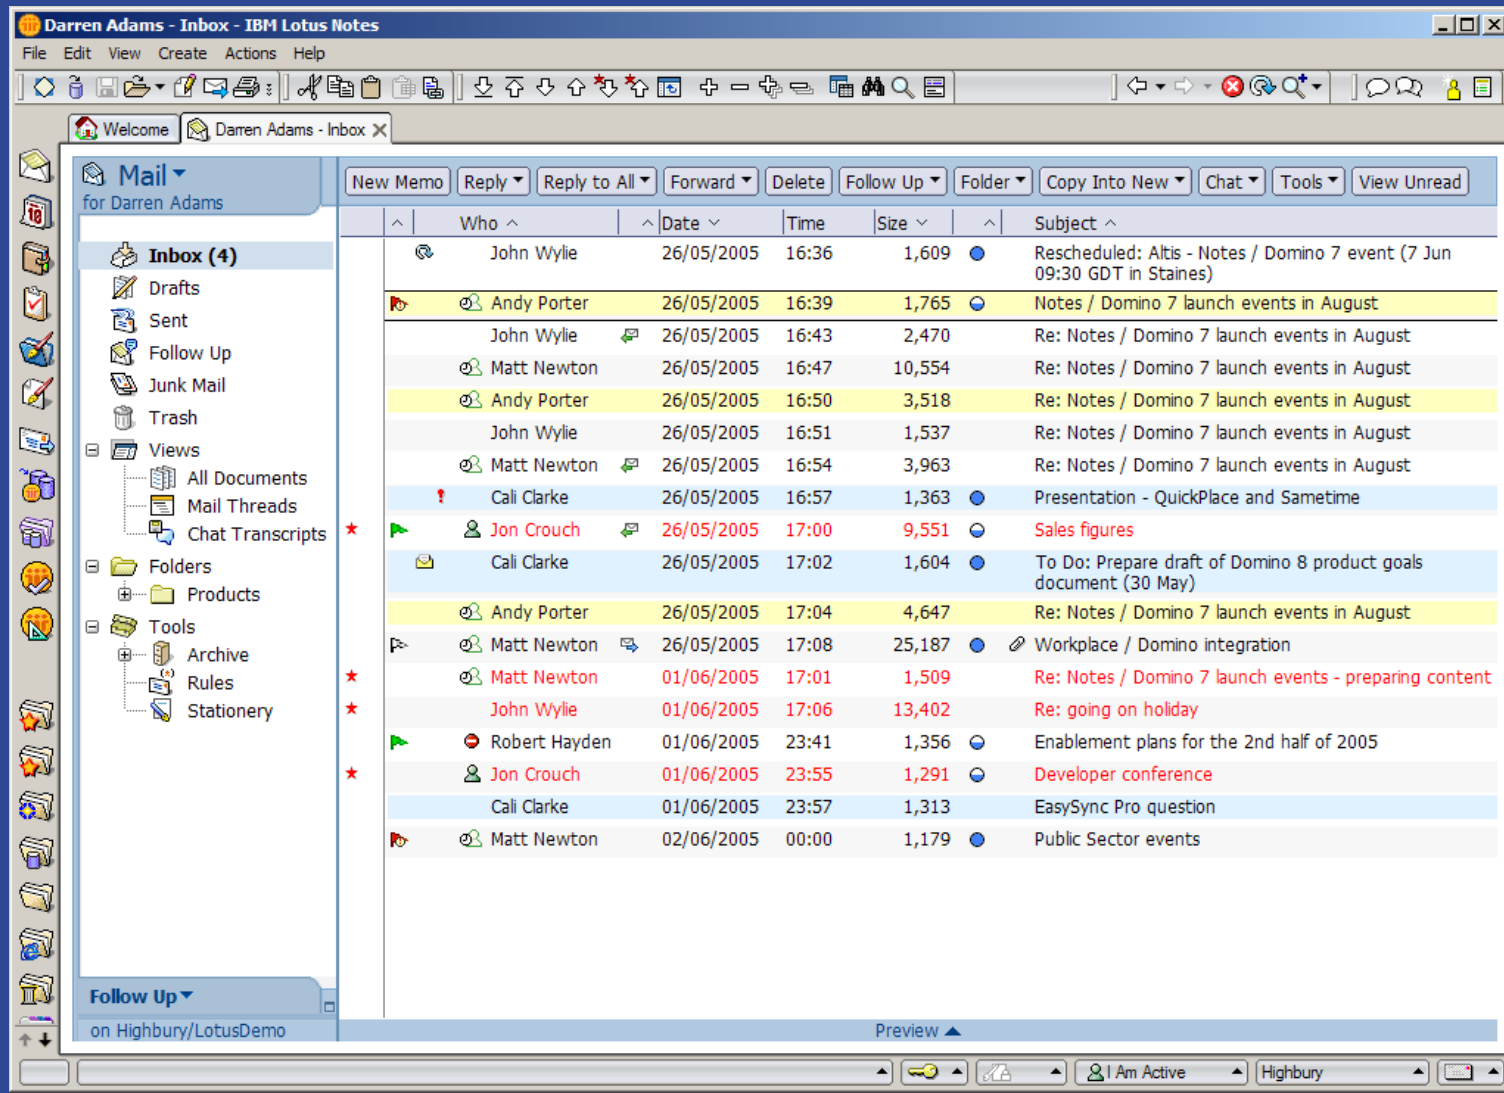 Darren Adams - Inbox - IBM Lotus Notes
File Edit View Create Actions Help
Welcome Darren Adams - Inbox
Mail
for Darren Adams
Inbox (4)
Drafts
Sent
Follow Up
Junk Mail
Trash
Views
All Documents
Mail Threads
Chat Transcripts
Folders
Products
Tools
Archive
Rules
Stationery
Follow Up
on Highbury/LotusDemo
New Memo Reply Reply to All Forward Delete Follow Up Folder Copy Into New Chat Tools View Unread
Who Date Time Size Subject
John Wylie 26/05/2005 16:36 1,609 Rescheduled: Altis - Notes / Domino 7 event (7 Jun
09:30 GDT in Staines)
Andy Porter 26/05/2005 16:39 1,765 Notes / Domino 7 launch events in August
John Wylie 26/05/2005 16:43 2,470 Re: Notes / Domino 7 launch events in August
Matt Newton 26/05/2005 16:47 10,554 Re: Notes / Domino 7 launch events in August
Andy Porter 26/05/2005 16:50 3,518 Re: Notes / Domino 7 launch events in August
John Wylie 26/05/2005 16:51 1,537 Re: Notes / Domino 7 launch events in August
Matt Newton 26/05/2005 16:54 3,963 Re: Notes / Domino 7 launch events in August
Cali Clarke 26/05/2005 16:57 1,363 Presentation - QuickPlace and Sametime
Jon Crouch 26/05/2005 17:00 9,551 Sales figures
Cali Clarke 26/05/2005 17:02 1,604 To Do: Prepare draft of Domino 8 product goals
document (30 May)
Andy Porter 26/05/2005 17:04 4,647 Re: Notes / Domino 7 launch events in August
Matt Newton 26/05/2005 17:08 25,187 Workplace / Domino integration
Matt Newton 01/06/2005 17:01 1,509 Re: Notes / Domino 7 launch events - preparing content
John Wylie 01/06/2005 17:06 13,402 Re: going on holiday
Robert Hayden 01/06/2005 23:41 1,356 Enablement plans for the 2nd half of 2005
Jon Crouch 01/06/2005 23:55 1,291 Developer conference
Cali Clarke 01/06/2005 23:57 1,313 EasySync Pro question
Matt Newton 02/06/2005 00:00 1,179 Public Sector events
Preview
I Am Active Highbury